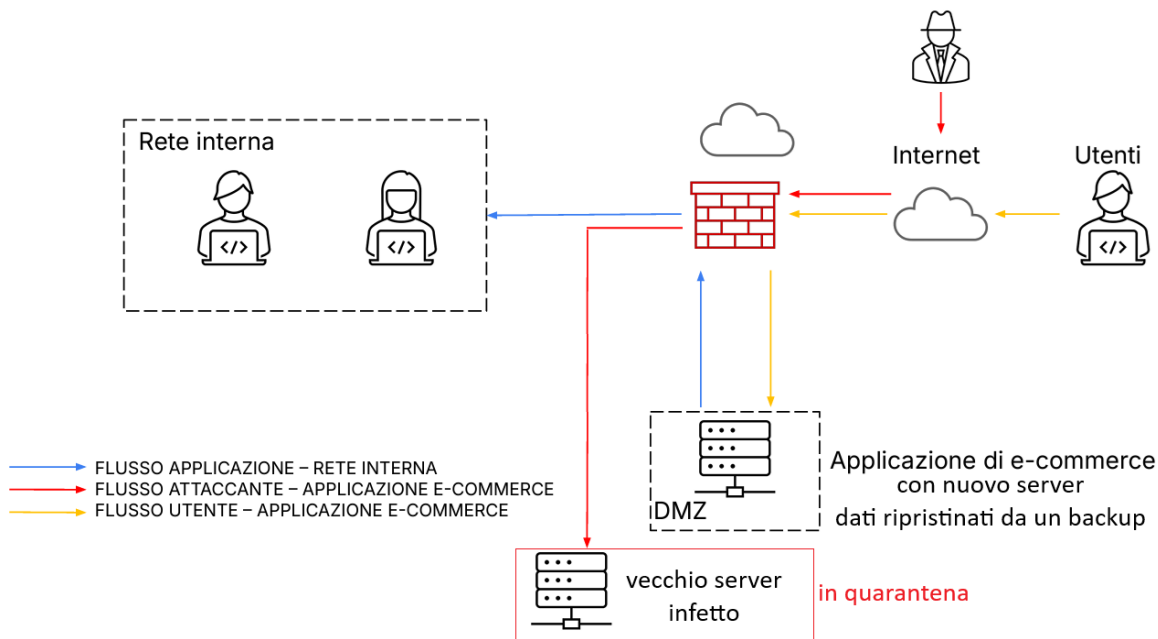 Rete interna
Internet
Utenti
</>
</>
</>
FLUSSO APPLICAZIONE – RETE INTERNA
FLUSSO ATTACCANTE – APPLICAZIONE E-COMMERCE
FLUSSO UTENTE – APPLICAZIONE E-COMMERCE
DMZ
Applicazione di e-commerce
con nuovo server
dati ripristinati da un backup
vecchio server
infetto
in quarantena